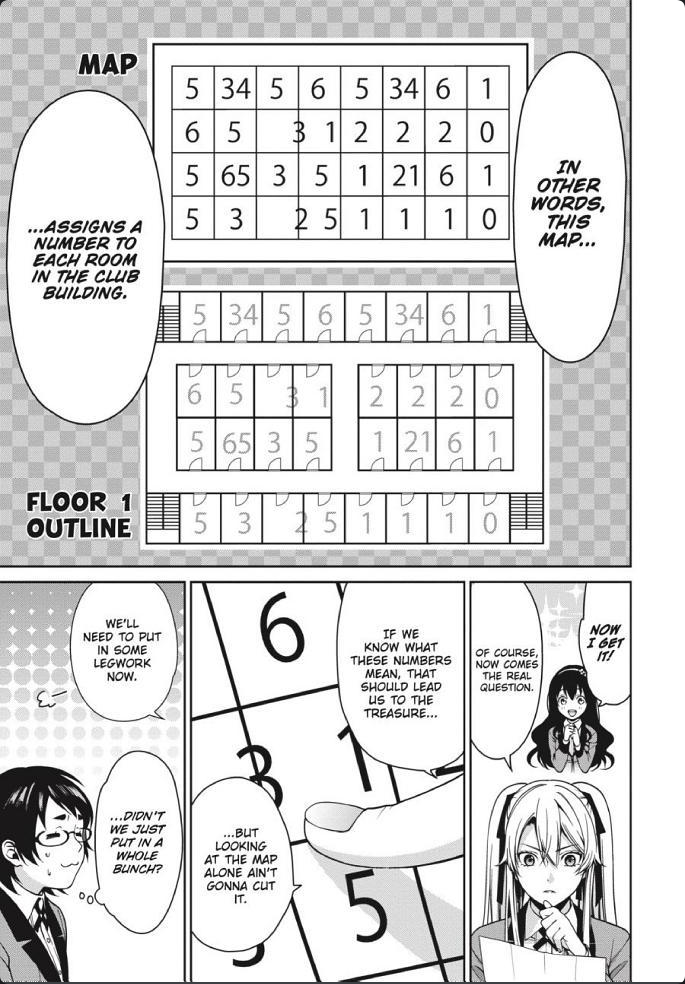 MAP
5 34 5 6 5 34 6 1
6 5 3 1 2 2 2 0
5 65 3 5 1 21 6 1
5 3 2 5 1 1 1 0
IN
OTHER
WORDS,
THIS
MAP...
...ASSIGNS A
NUMBER TO
EACH ROOM
IN THE CLUB
BUILDING.
5 34 5 6 5 34 6 1
6 5 3 1 2 2 2 0
5 65 3 5 1 21 6 1
5 3 2 5 1 1 1 0
FLOOR 1
OUTLINE
NOW
I GET
IT!
OF COURSE,
NOW COMES
THE REAL
QUESTION.
IF WE
KNOW WHAT
THESE NUMBERS
MEAN, THAT
SHOULD LEAD
US TO THE
TREASURE...
6
3 1
5
3
...BUT
LOOKING
AT THE MAP
ALONE AIN'T
GONNA CUT
IT.
WE'LL
NEED TO PUT
IN SOME
LEGWORK
NOW.
...DIDN'T
WE JUST
PUT IN A
WHOLE
BUNCH?